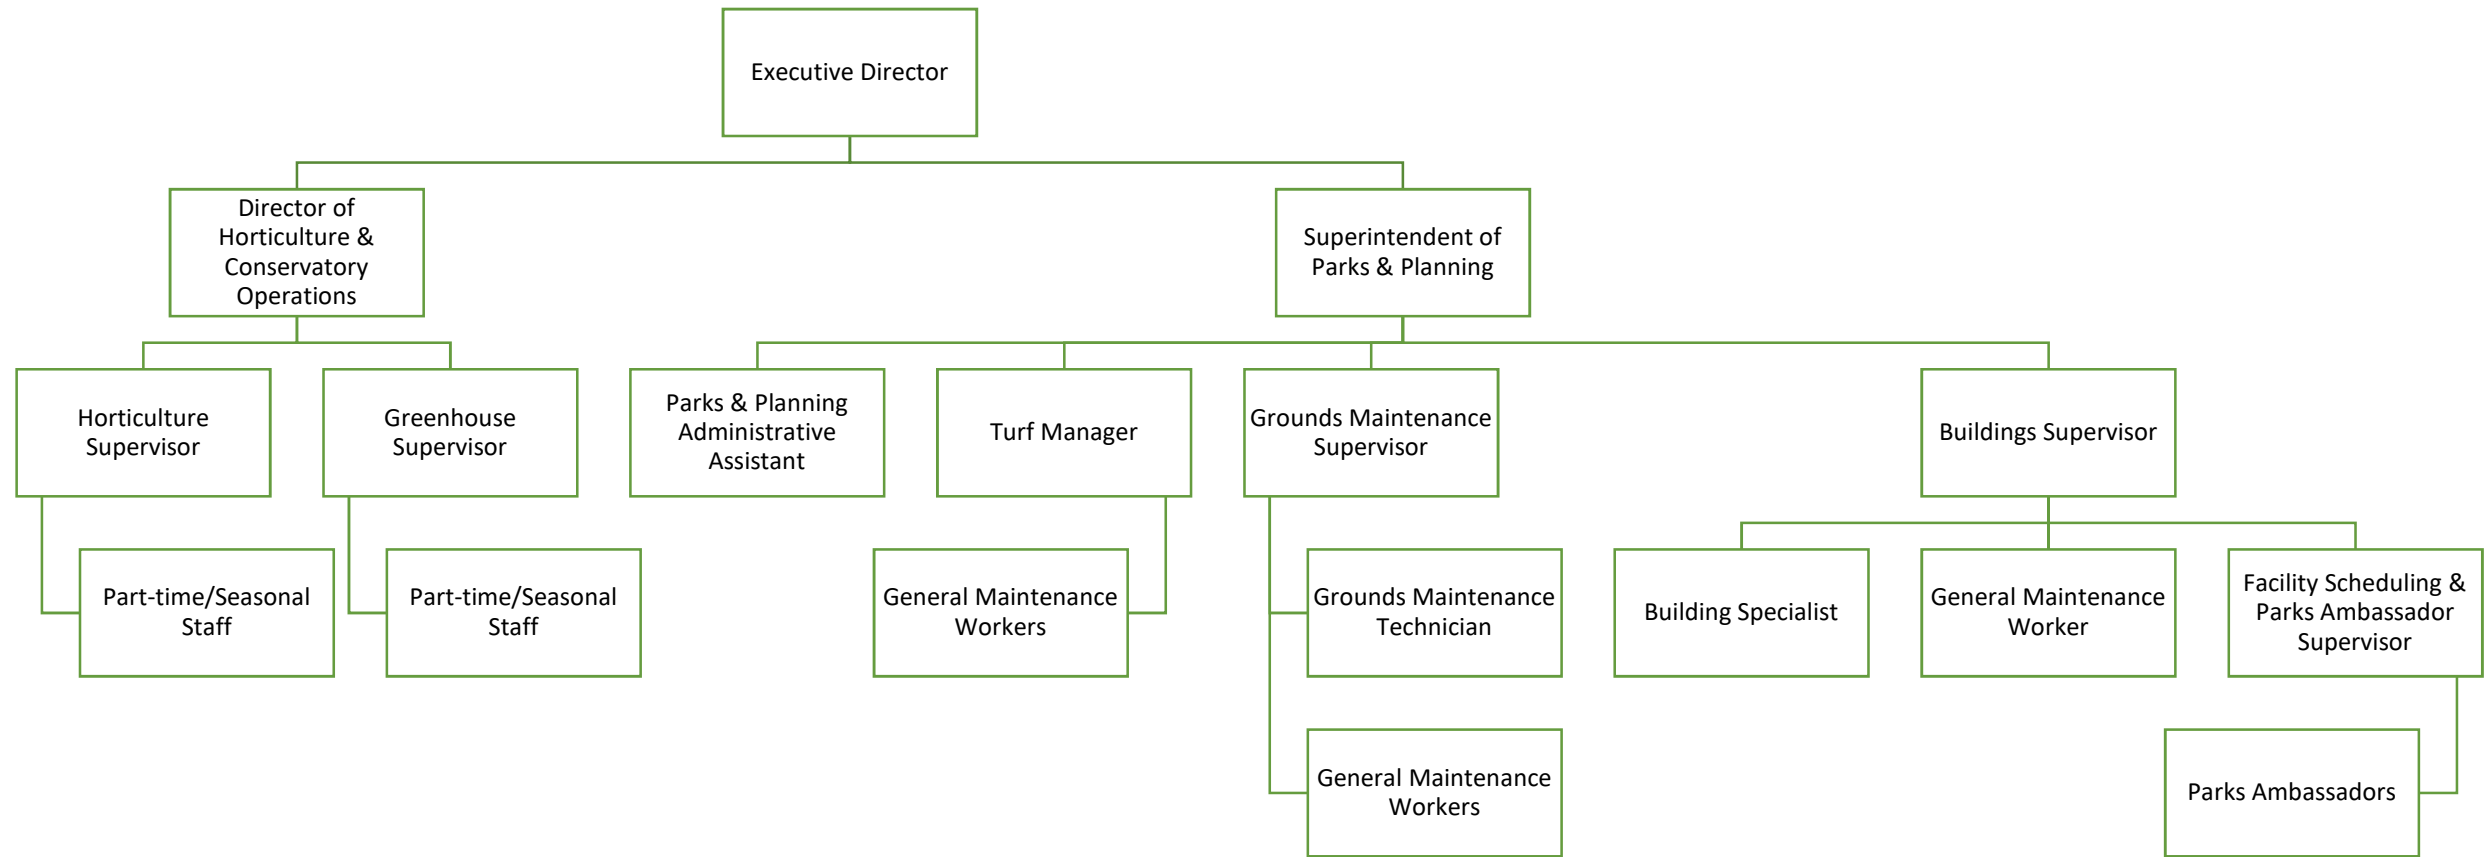 Executive Director
Director of
Horticulture &
Conservatory
Operations
Superintendent of
Parks & Planning
Horticulture
Supervisor
Greenhouse
Supervisor
Parks & Planning
Administrative
Assistant
Turf Manager
Grounds Maintenance
Supervisor
Buildings Supervisor
Part-time/Seasonal
Staff
Part-time/Seasonal
Staff
General Maintenance
Workers
Grounds Maintenance
Technician
Building Specialist
General Maintenance
Worker
Facility Scheduling &
Parks Ambassador
Supervisor
General Maintenance
Workers
Parks Ambassadors